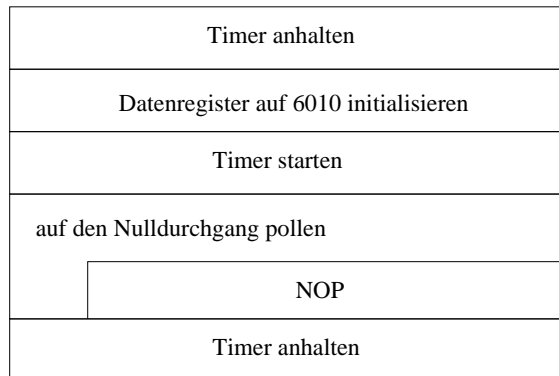 Timer anhalten
Datenregister auf 6010 initialisieren
Timer starten
auf den Nulldurchgang pollen
NOP
Timer anhalten